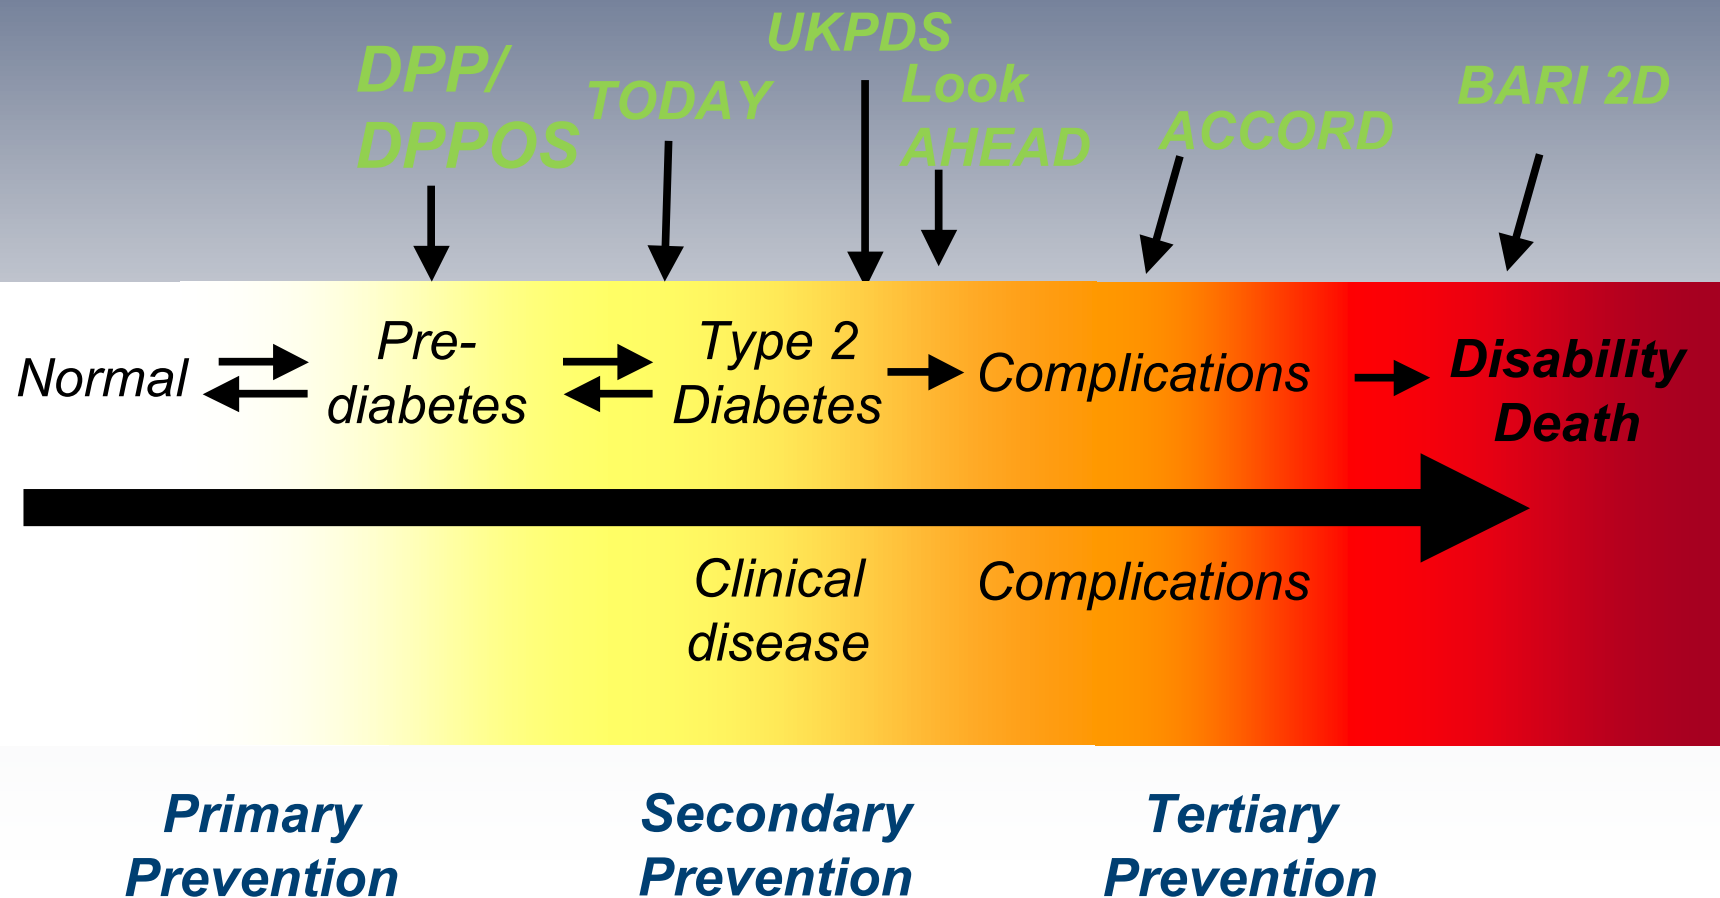 DPP/
DPPOS
TODAY
UKPDS
Look
AHEAD
ACCORD
BARI 2D
Normal
Pre-
diabetes
Type 2
Diabetes
Complications
Disability
Death
Clinical
disease
Complications
Primary
Prevention
Secondary
Prevention
Tertiary
Prevention